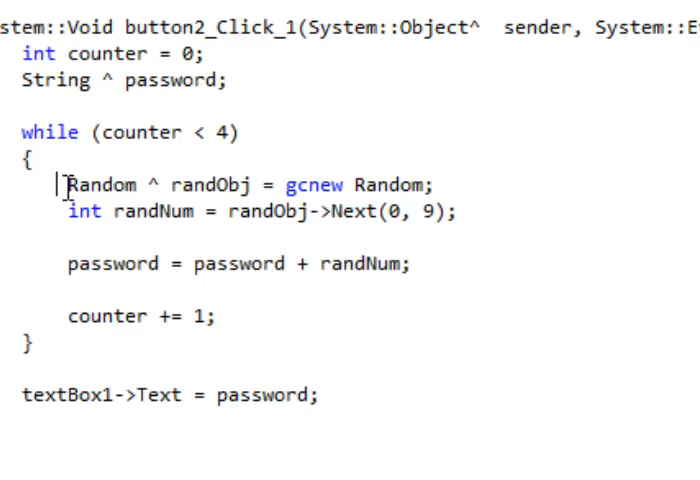 stem::Void button2_Click_1(System::Object^  sender, System::E
int counter = 0;
String ^ password;
while (counter < 4)
{
Random ^ randObj = gcnew Random;
int randNum = randObj->Next(0, 9);
password = password + randNum;
counter += 1;
}
textBox1->Text = password;